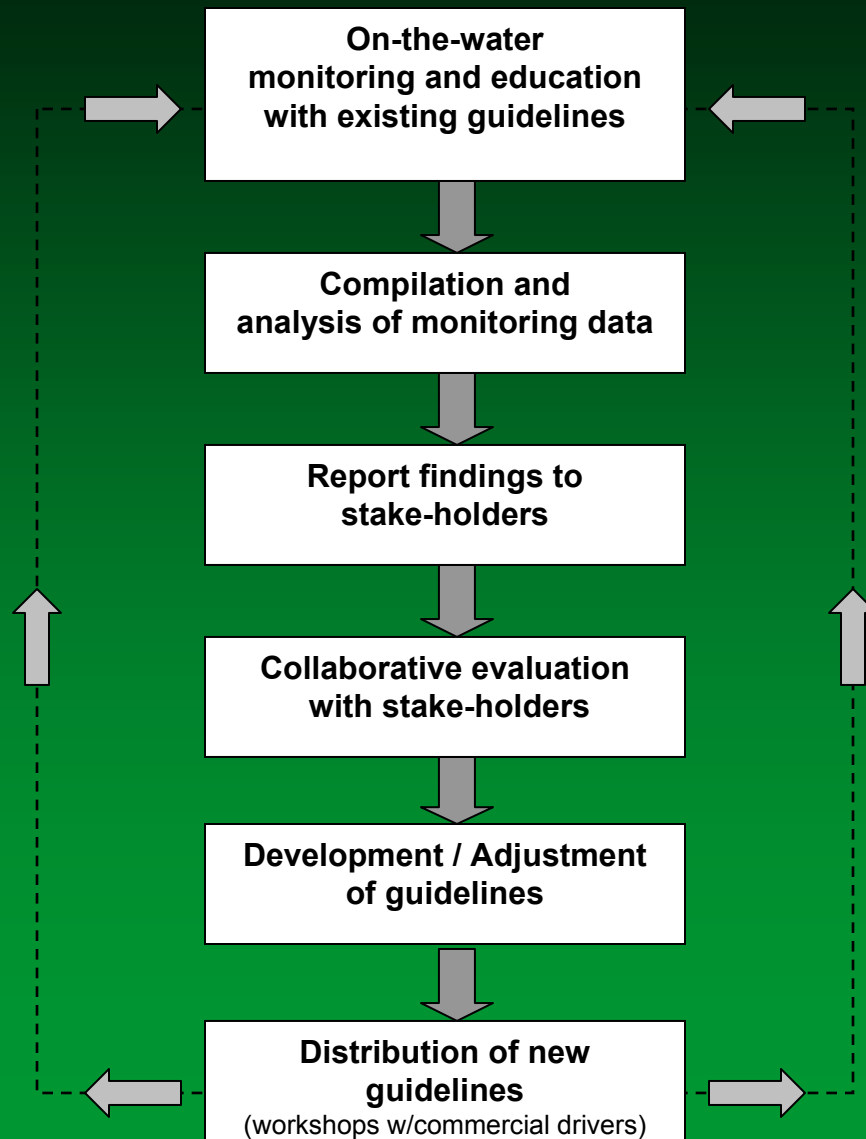 On-the-water
monitoring and education
with existing guidelines
Compilation and
analysis of monitoring data
Report findings to
stake-holders
Collaborative evaluation
with stake-holders
Development / Adjustment
of guidelines
Distribution of new
guidelines
(workshops w/commercial drivers)